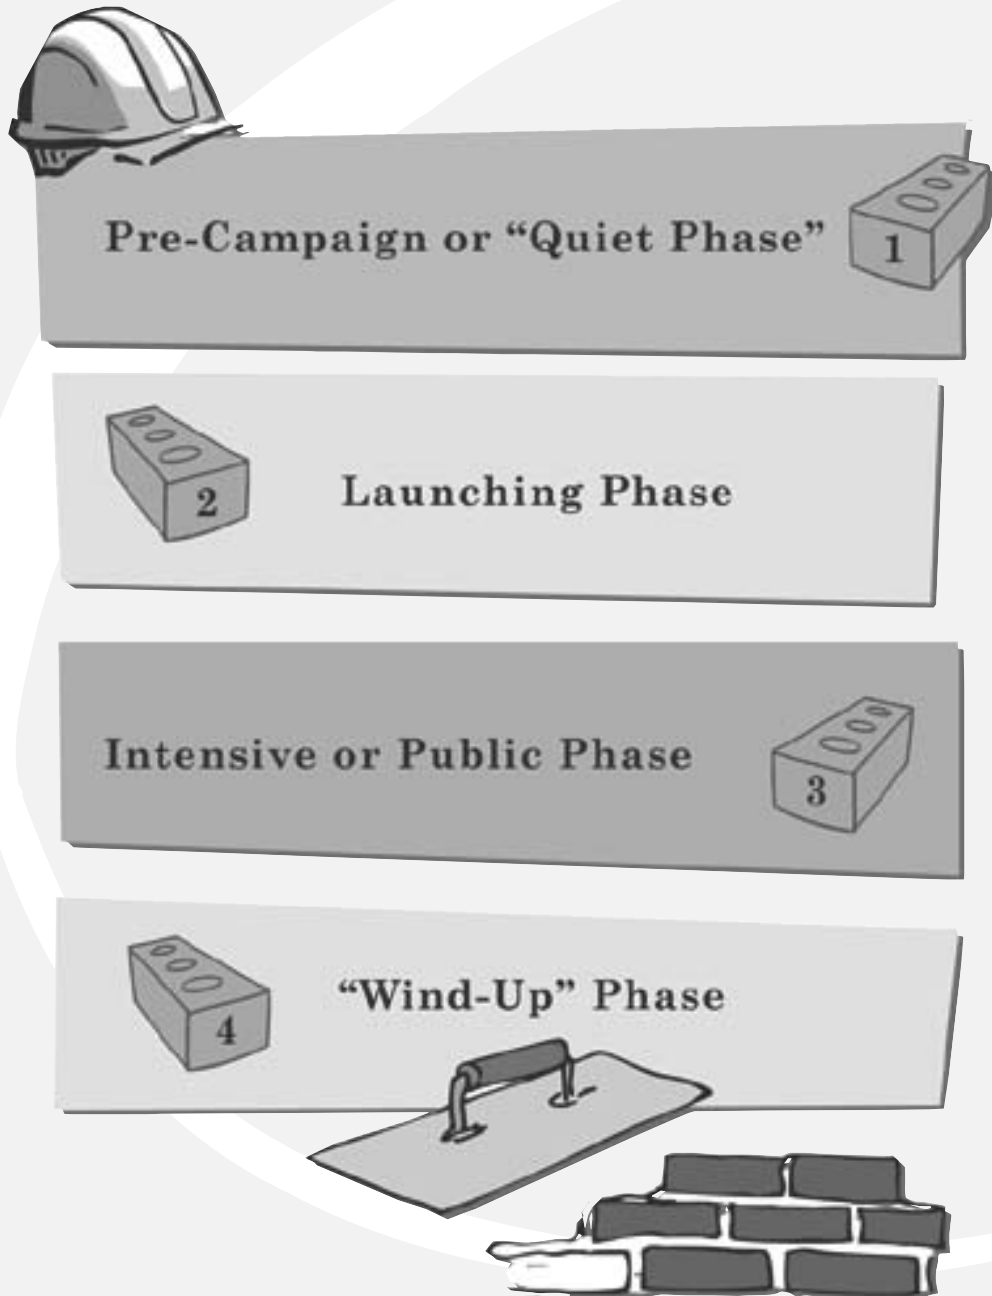 Pre-Campaign or “Quiet Phase”
1
2
Launching Phase
Intensive or Public Phase
3
“Wind-Up” Phase
4